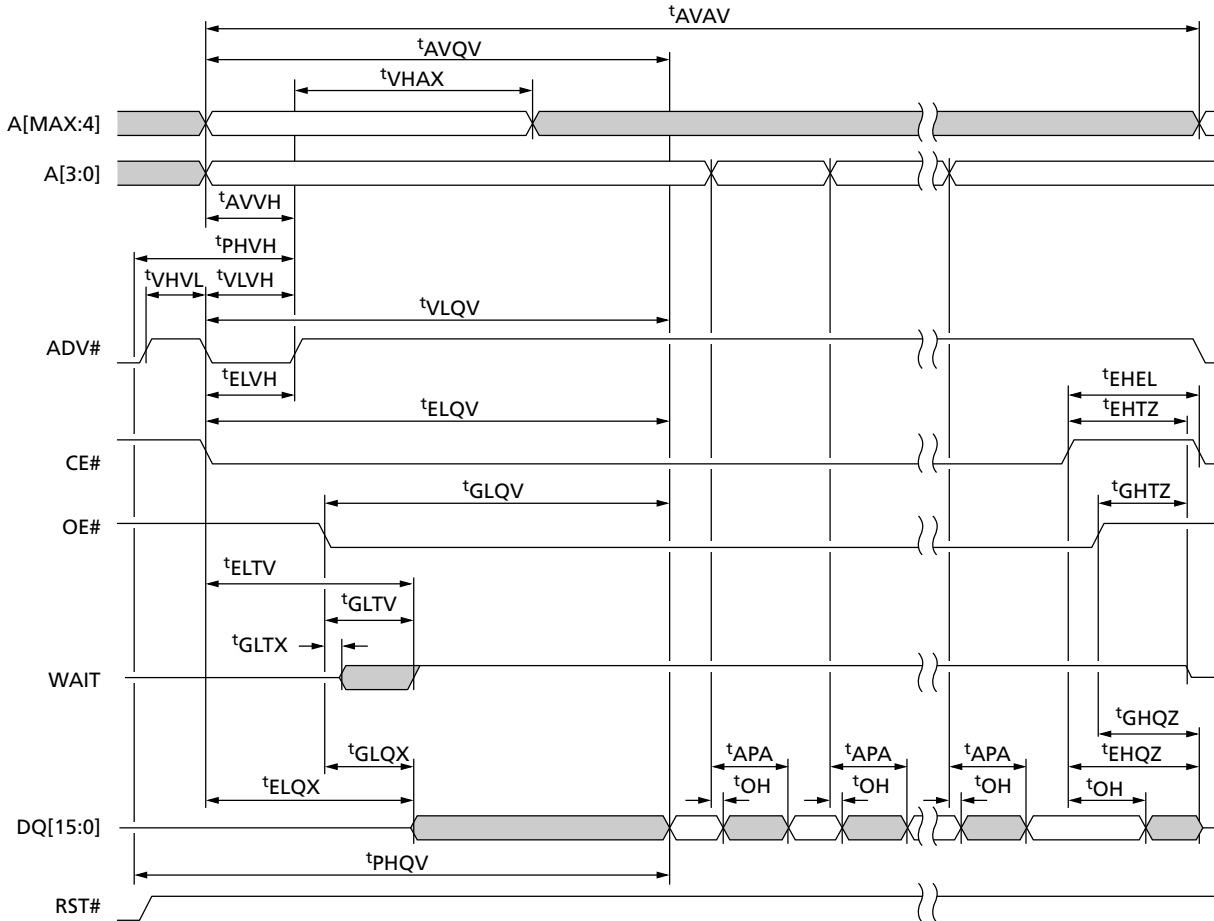 tAVAV
tAVQV
tVHAX
A[MAX:4]
A[3:0]
tAVVH
tPHVH
tVHVL
tVLVH
tVLQV
ADV#
tELVH
tEHEL
tELQV
tEHTZ
CE#
tGLQV
tGHTZ
OE#
tELTV
tGLTV
tGLTX
WAIT
tGHQZ
tGLQX
tAPA
tAPA
tAPA
tEHQZ
tELQX
tOH
tOH
tOH
tOH
DQ[15:0]
tPHQV
RST#